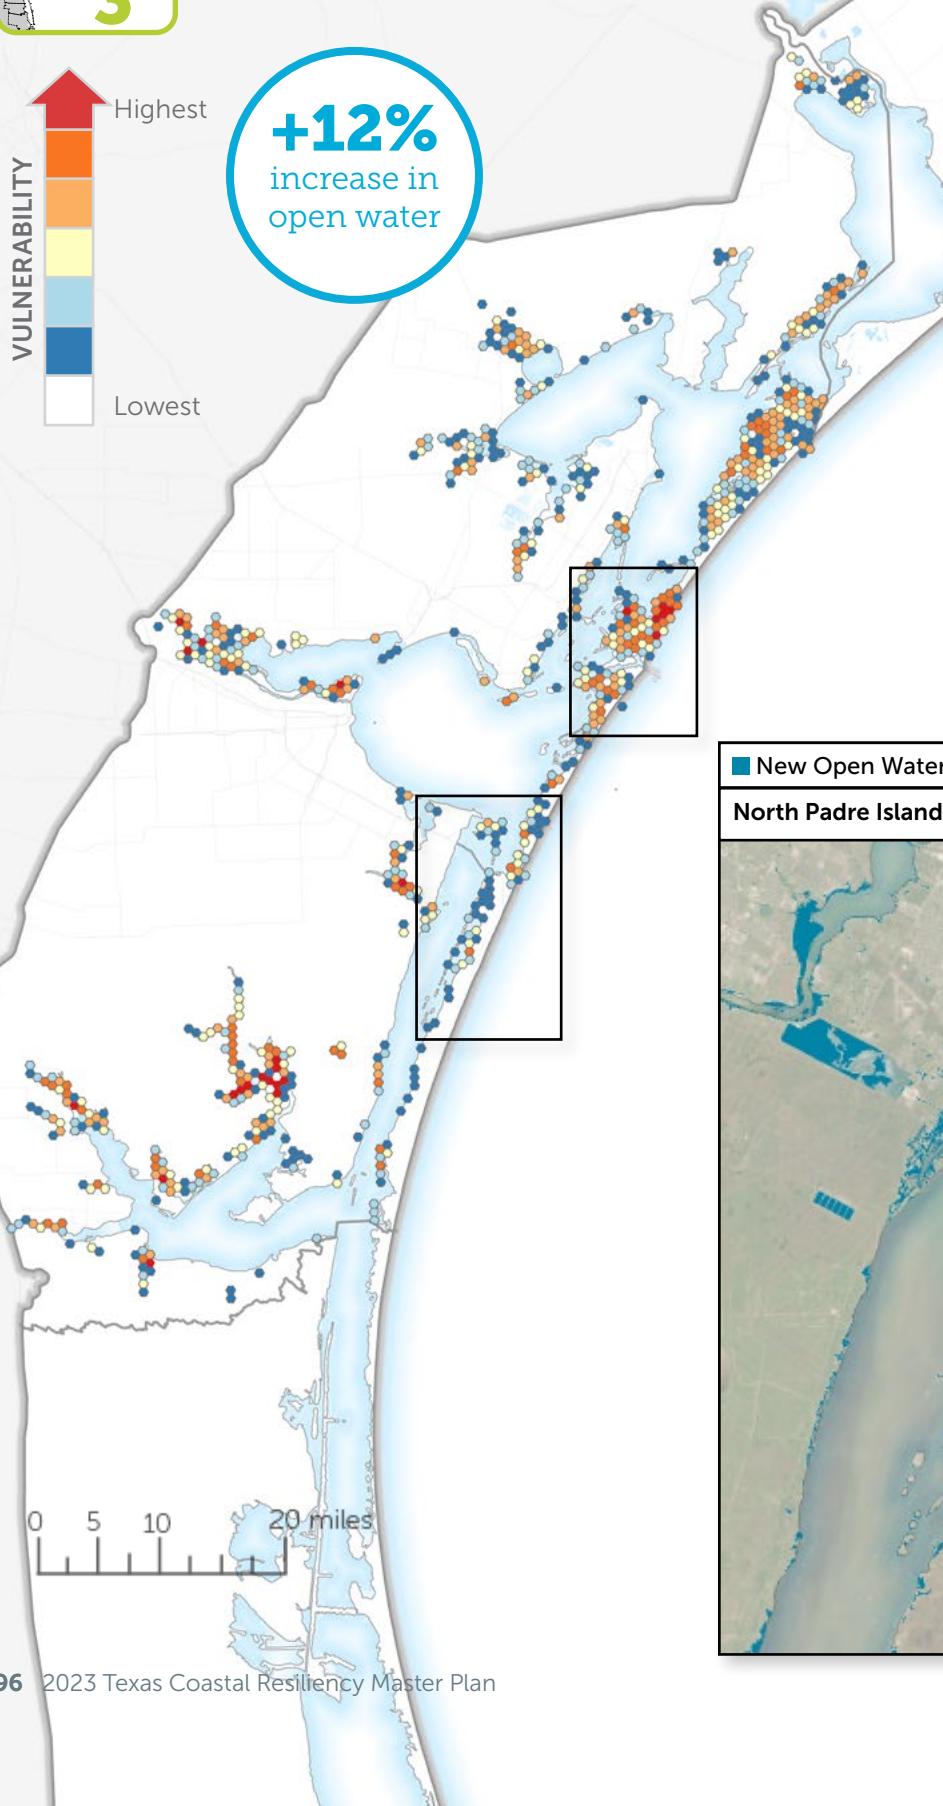 3
Highest
VULNERABILITY
Lowest
+12%
increase in
open water
New Open Water
North Padre Island
0 5 10 20 miles
96 2023 Texas Coastal Resiliency Master Plan